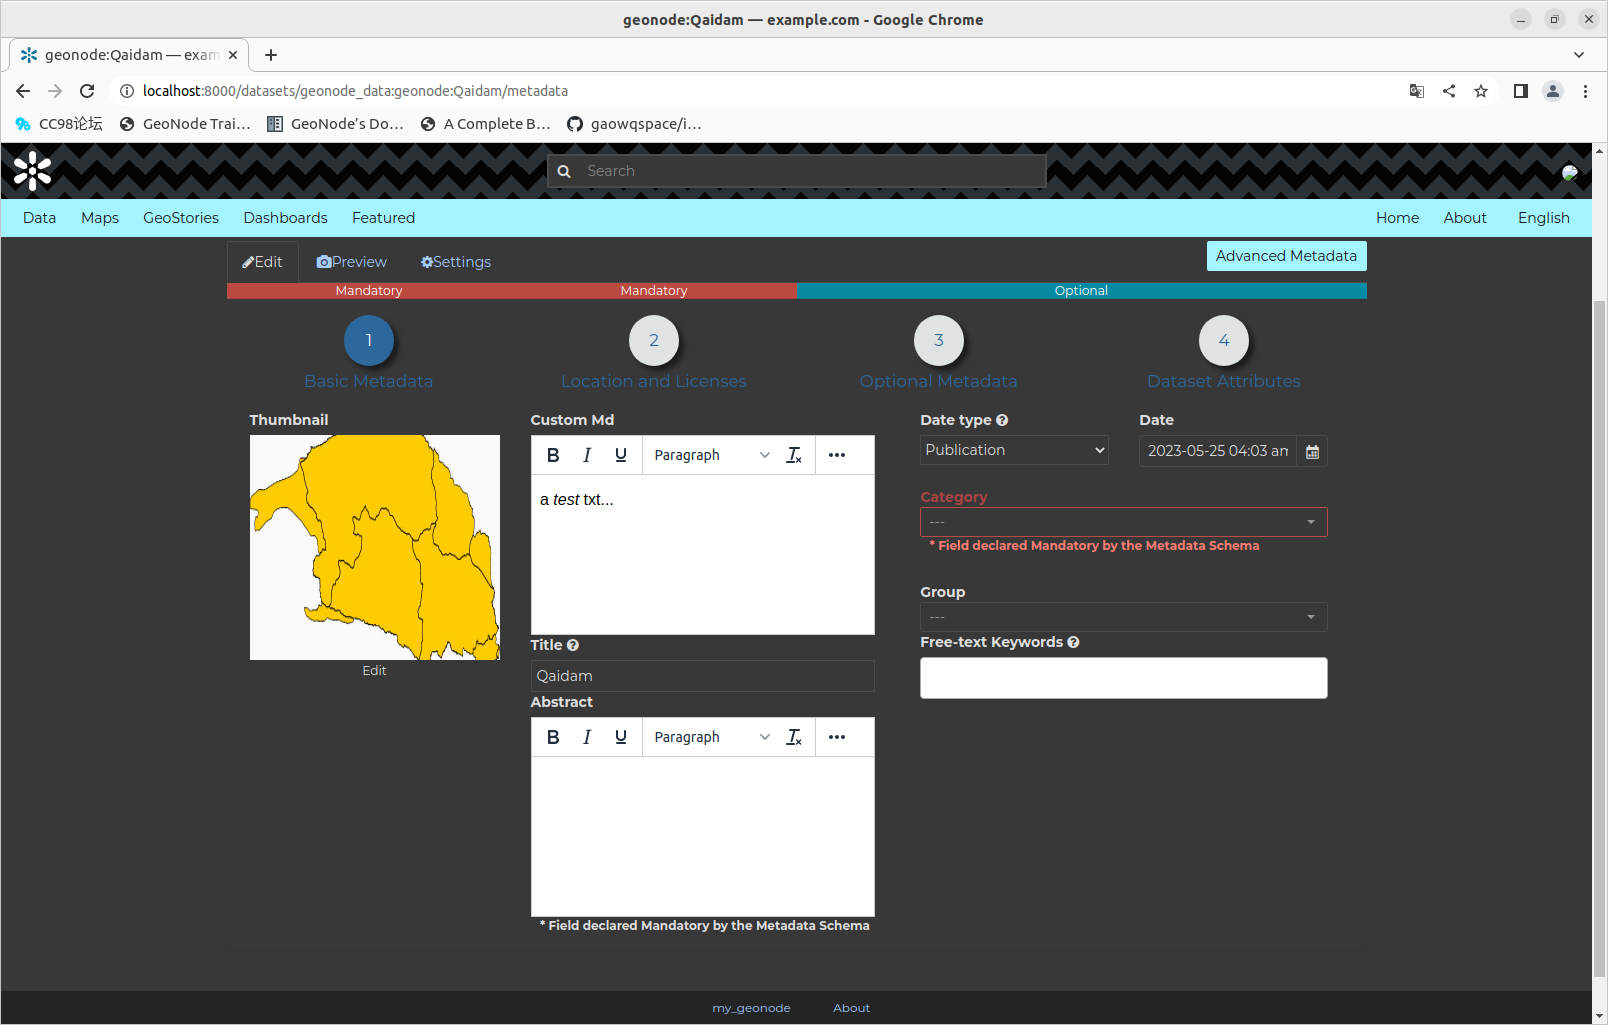 geonode:Qaidam — example.com - Google Chrome
geonode:Qaidam — exam
localhost:8000/datasets/geonode_data:geonode:Qaidam/metadata
CC98论坛 GeoNode Trai... GeoNode's Do... A Complete B... gaowqspace/i...
Search
Data Maps GeoStories Dashboards Featured Home About English
Edit Preview Settings Advanced Metadata
Mandatory Mandatory Optional
1 2 3 4
Basic Metadata Location and Licenses Optional Metadata Dataset Attributes
Thumbnail
Edit
Custom Md
B I U Paragraph
a test txt...
Title
Qaidam
Abstract
B I U Paragraph
* Field declared Mandatory by the Metadata Schema
Date type Date
Publication 2023-05-25 04:03 am
Category
---
* Field declared Mandatory by the Metadata Schema
Group
---
Free-text Keywords
my_geonode About